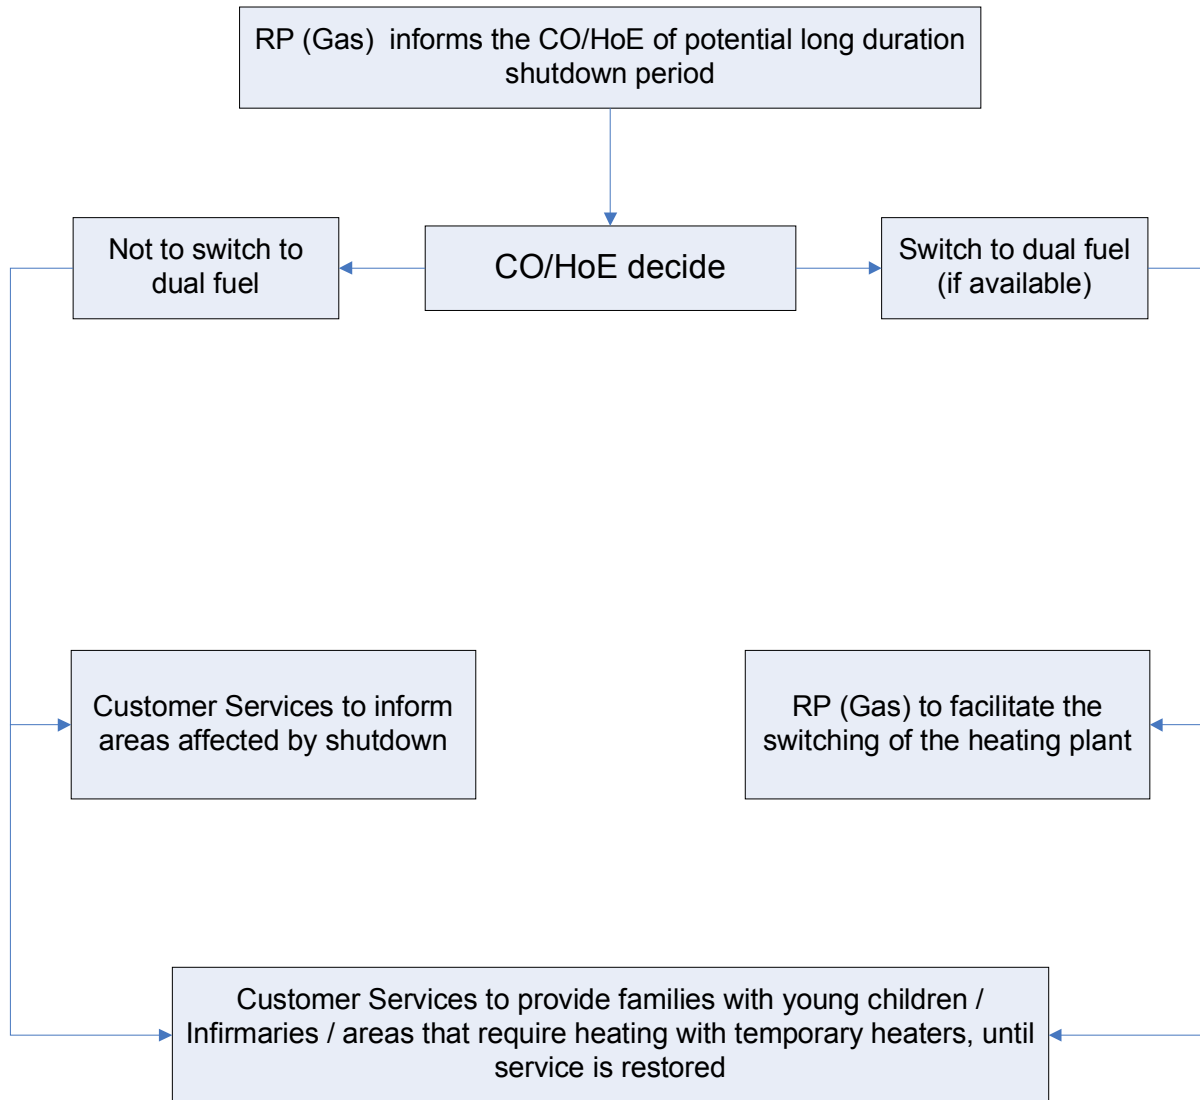 RP (Gas)  informs the CO/HoE of potential long duration
shutdown period
Not to switch to
dual fuel
CO/HoE decide
Switch to dual fuel
(if available)
Customer Services to inform
areas affected by shutdown
RP (Gas) to facilitate the
switching of the heating plant
Customer Services to provide families with young children /
Infirmaries / areas that require heating with temporary heaters, until
service is restored